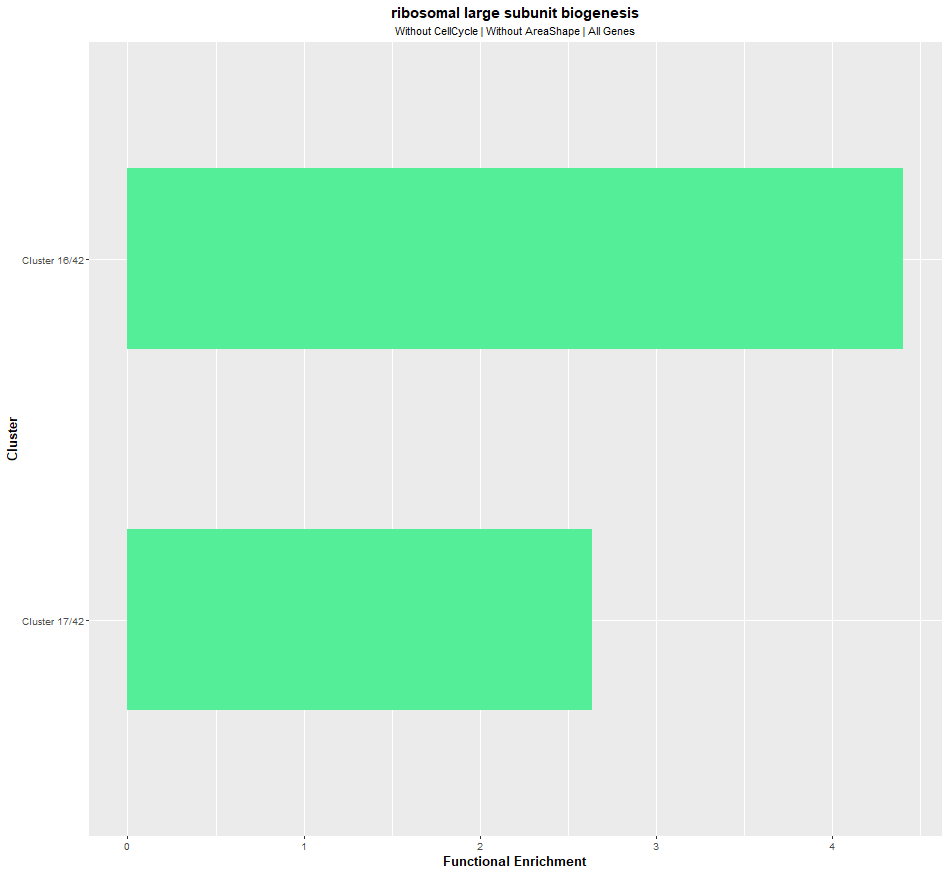 ribosomal large subunit biogenesis
Without CellCycle | Without AreaShape | All Genes
Cluster
Cluster 16/42
Cluster 17/42
0 1 2 3 4
Functional Enrichment